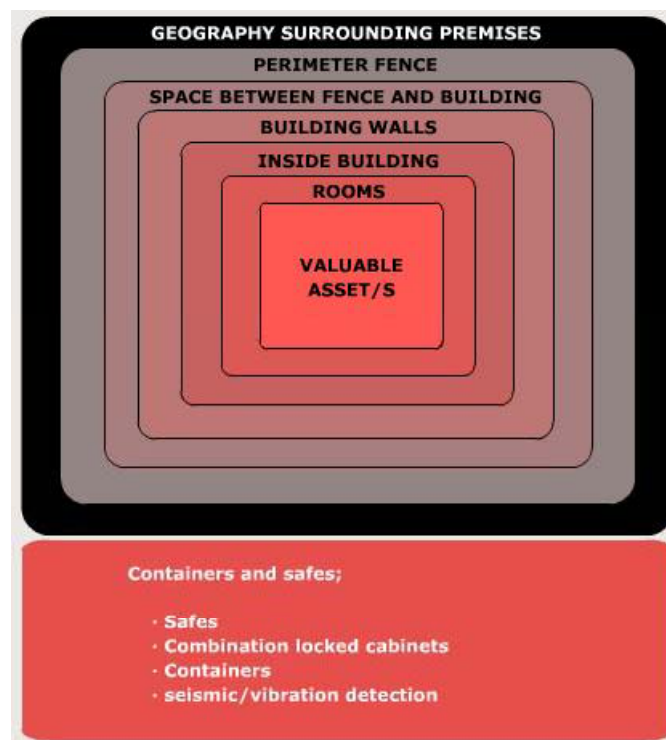 GEOGRAPHY SURROUNDING PREMISES
PERIMETER FENCE
SPACE BETWEEN FENCE AND BUILDING
BUILDING WALLS
INSIDE BUILDING
ROOMS
VALUABLE
ASSET/S
Containers and safes;
· Safes
· Combination locked cabinets
· Containers
· seismic/vibration detection